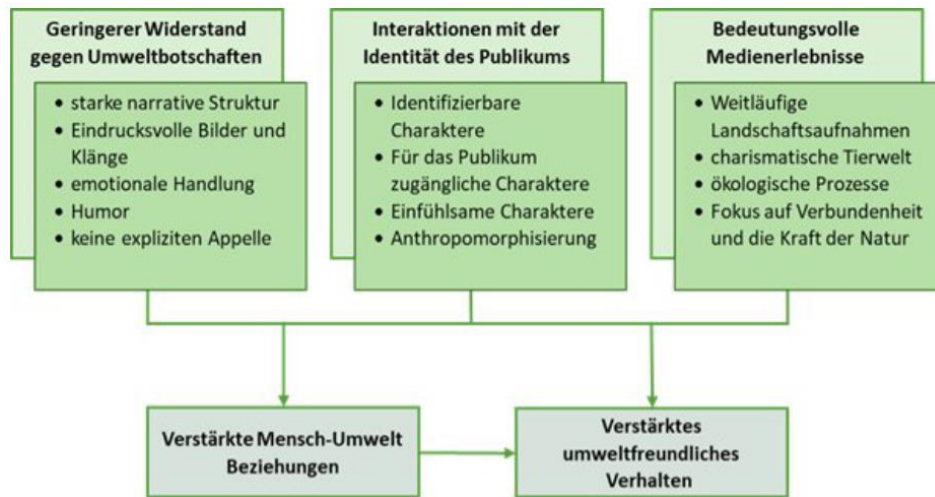 Geringerer Widerstand
gegen Umweltbotschaften
• starke narrative Struktur
• Eindrucksvolle Bilder und
Klänge
• emotionale Handlung
• Humor
• keine expliziten Appelle
Interaktionen mit der
Identität des Publikums
• Identifizierbare
Charaktere
• Für das Publikum
zugängliche Charaktere
• Einfühlsame Charaktere
• Anthropomorphisierung
Bedeutungsvolle
Medienerlebnisse
• Weitläufige
Landschaftsaufnahmen
• charismatische Tierwelt
• ökologische Prozesse
• Fokus auf Verbundenheit
und die Kraft der Natur
Verstärkte Mensch-Umwelt
Beziehungen
Verstärktes
umweltfreundliches
Verhalten